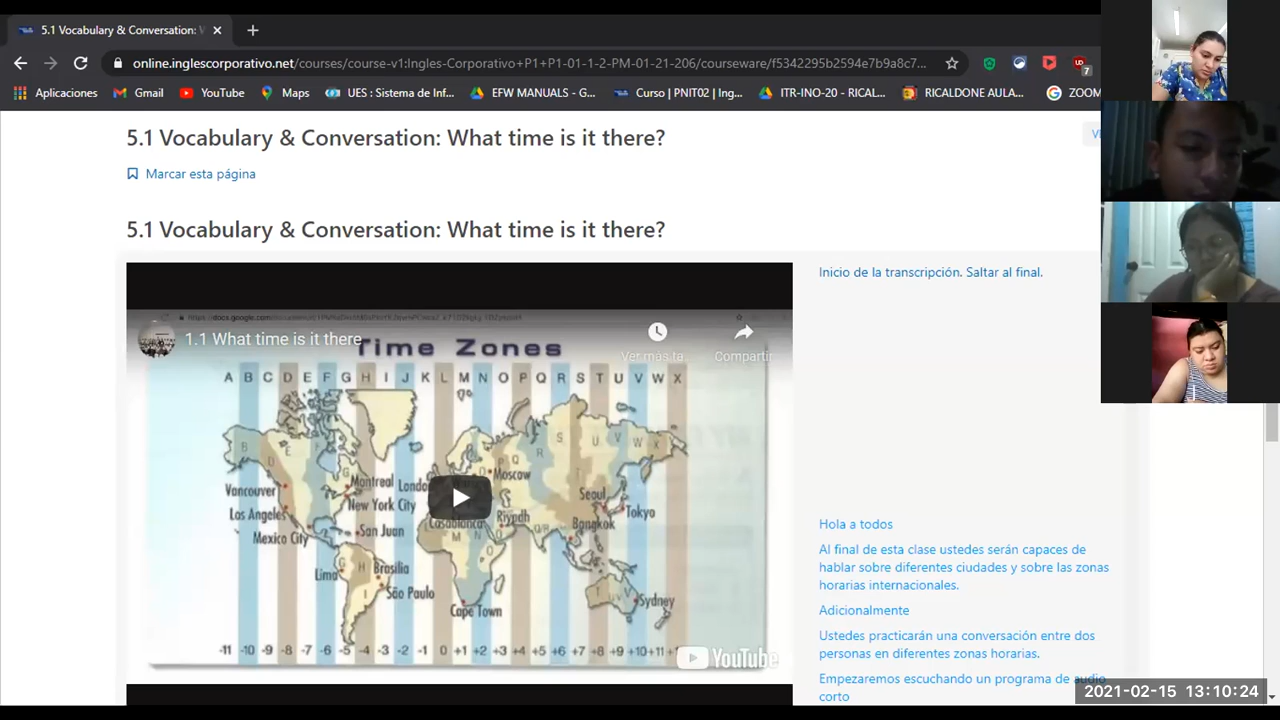 5.1 Vocabulary & Conversation: W
online.inglescorporativo.net/courses/course-v1:Ingles-Corporativo+P1+P1-01-1-2-PM-01-21-206/courseware/f5342295b2594e7b9a8c7...
7
Aplicaciones Gmail YouTube Maps UES : Sistema de Inf... EFW MANUALS - G... Curso | PNIT02 | Ing... ITR-INO-20 - RICAL... RICALDONE AULA... ZOOM
5.1 Vocabulary & Conversation: What time is it there?
Marcar esta página
5.1 Vocabulary & Conversation: What time is it there?
Inicio de la transcripción. Saltar al final.
1.1 What time is it there
Ver más ta...
Compartir
Time Zones
A B C D E F G H I J K L M N O P Q R S T U V W X
Vancouver
Los Angeles
Mexico City
Montreal
New York City
San Juan
Lima
Brasilia
São Paulo
Casablanca
Moscow
Riyadh
Cape Town
Seoul
Tokyo
Bangkok
Sydney
-11 -10 -9 -8 -7 -6 -5 -4 -3 -2 -1 0 +1 +2 +3 +4 +5 +6 +7 +8 +9 +10
YouTube
Hola a todos
Al final de esta clase ustedes serán capaces de
hablar sobre diferentes ciudades y sobre las zonas
horarias internacionales.
Adicionalmente
Ustedes practicarán una conversación entre dos
personas en diferentes zonas horarias.
Empezaremos escuchando un programa de audio
corto
2021-02-15 13:10:24